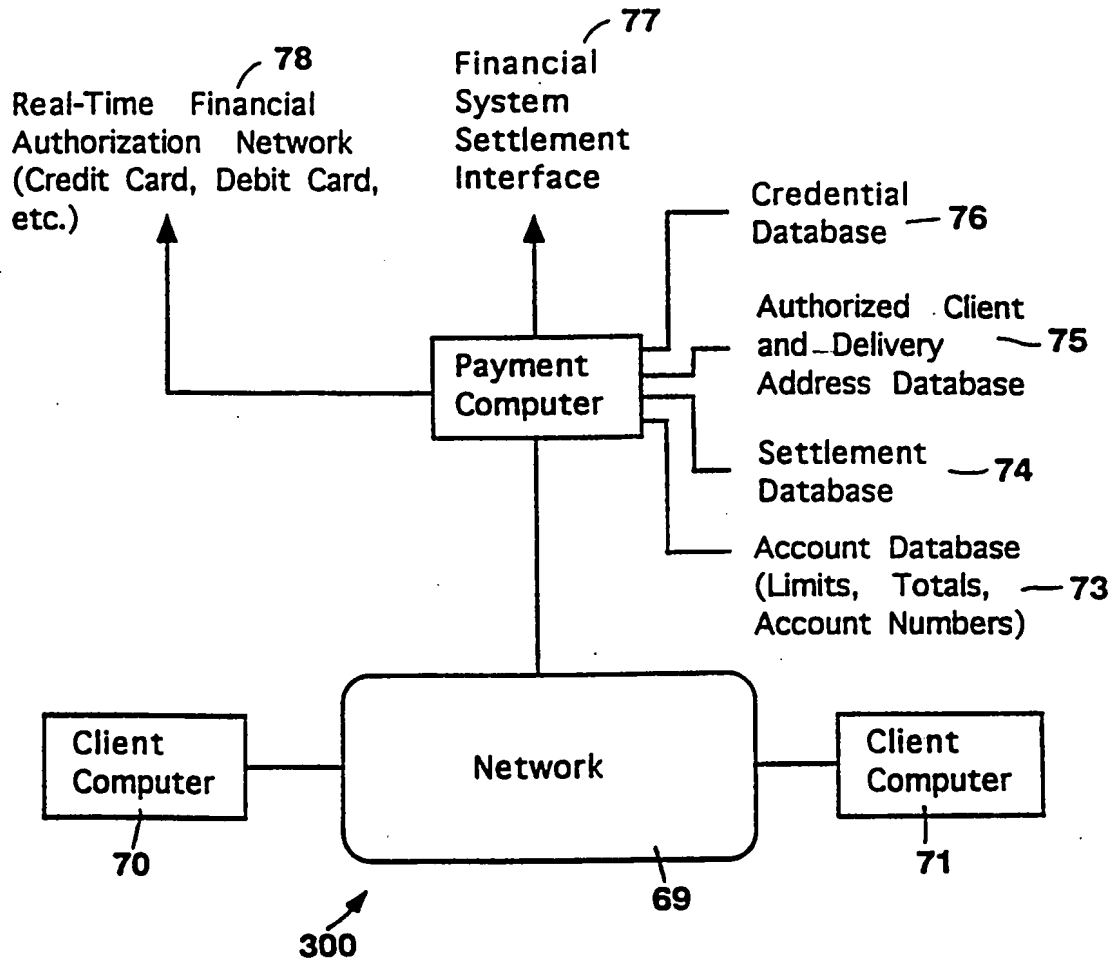 77
78
Financial
System
Settlement
Interface
Real-Time Financial
Authorization Network
(Credit Card, Debit Card,
etc.)
Credential
Database
76
Authorized Client
and Delivery
Address Database
75
Payment
Computer
Settlement
Database
74
Account Database
(Limits, Totals,
Account Numbers)
73
Client
Computer
70
Network
69
Client
Computer
71
300